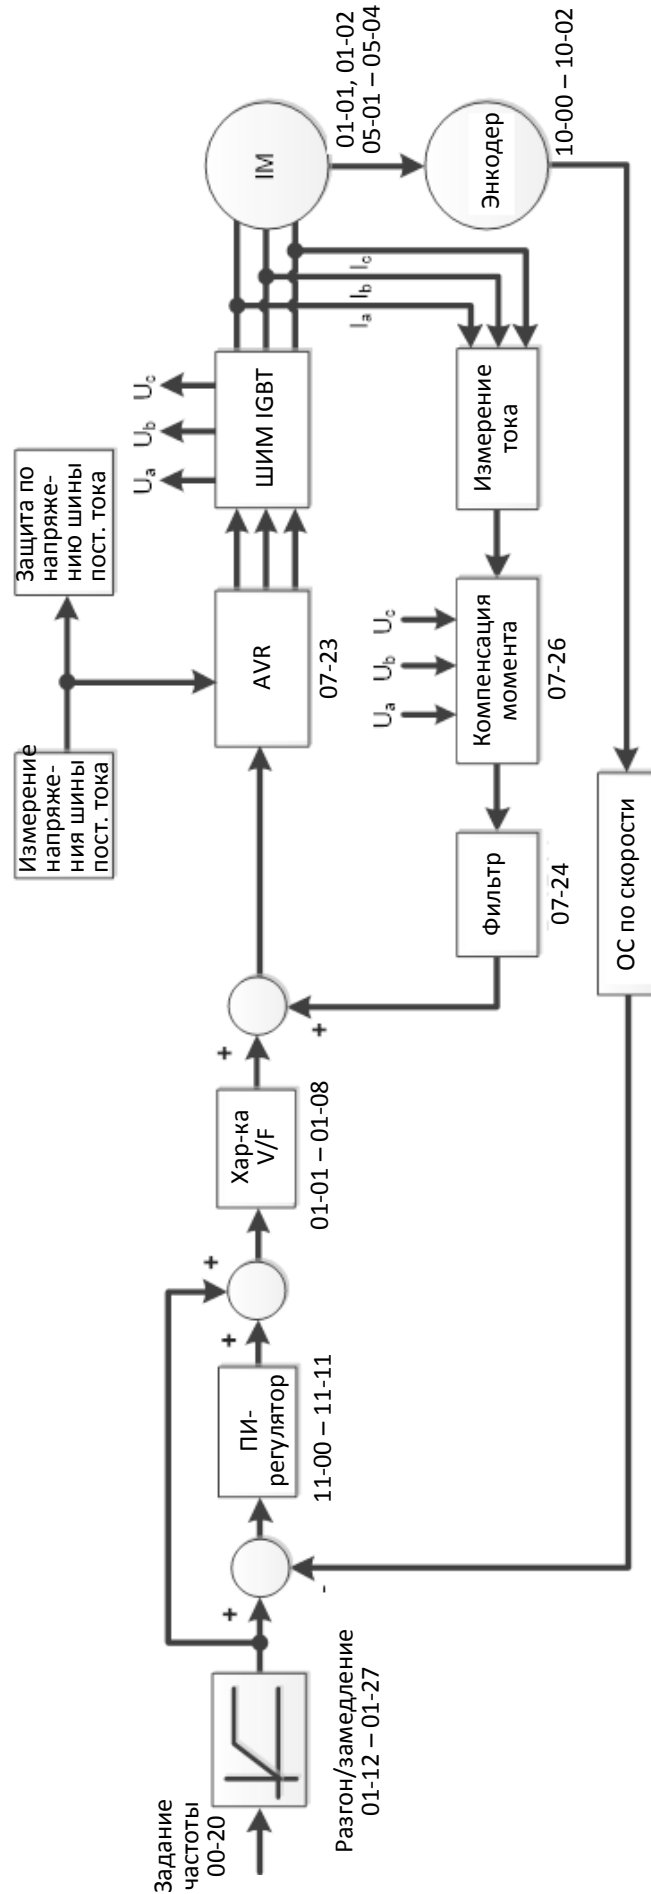 Задание
частоты
00-20
Разгон/замедление
01-12 – 01-27
+
-
ПИ-
регулятор
11-00 – 11-11
+
+
Хар-ка
V/F
01-01 – 01-08
+
+
Измерение
напряже-
ния шины
пост. тока
Защита по
напряже-
нию шины
пост. тока
AVR
07-23
ШИМ IGBT
Ua
Ub
Uc
IM
01-01, 01-02
05-01 – 05-04
Ia
Ib
Ic
Энкодер
10-00 – 10-02
Измерение
тока
Компенсация
момента
07-26
Ua
Ub
Uc
Фильтр
07-24
ОС по скорости